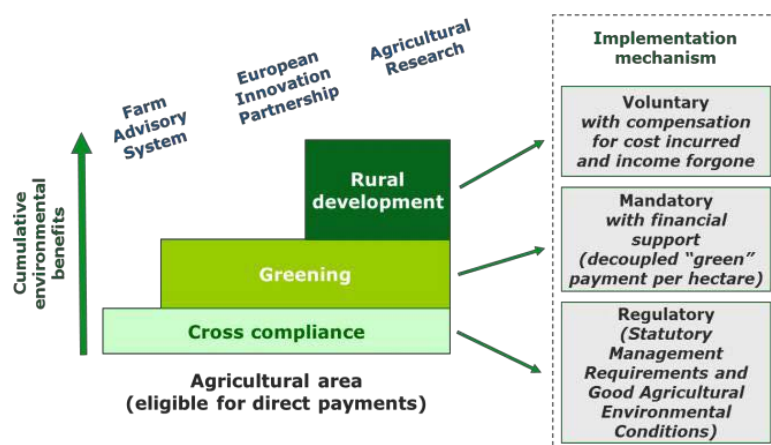 Farm
Advisory
System
European
Innovation
Partnership
Agricultural
Research
Cumulative
environmental
benefits
Rural
development
Greening
Cross compliance
Agricultural area
(eligible for direct payments)
Implementation
mechanism
Voluntary
with compensation
for cost incurred
and income forgone
Mandatory
with financial
support
(decoupled “green”
payment per hectare)
Regulatory
(Statutory
Management
Requirements and
Good Agricultural
Environmental
Conditions)